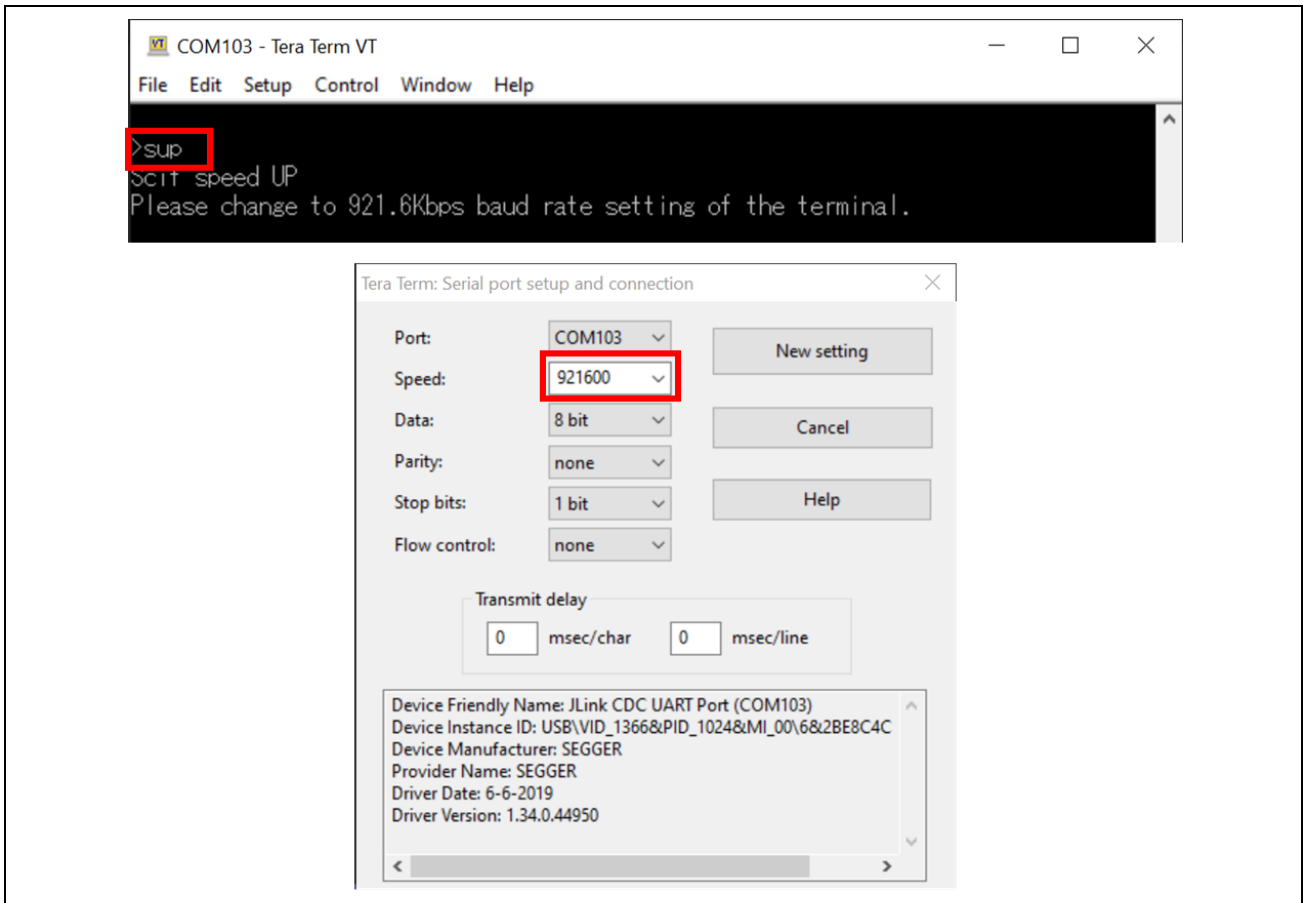 COM103 - Tera Term VT
File Edit Setup Control Window Help
>sup
Scif speed UP
Please change to 921.6Kbps baud rate setting of the terminal.
Tera Term: Serial port setup and connection
Port: COM103 New setting
Speed: 921600
Data: 8 bit Cancel
Parity: none
Stop bits: 1 bit Help
Flow control: none
Transmit delay
0 msec/char 0 msec/line
Device Friendly Name: JLink CDC UART Port (COM103)
Device Instance ID: USB\VID_1366&PID_1024&MI_00\6&2BE8C4C
Device Manufacturer: SEGGER
Provider Name: SEGGER
Driver Date: 6-6-2019
Driver Version: 1.34.0.44950